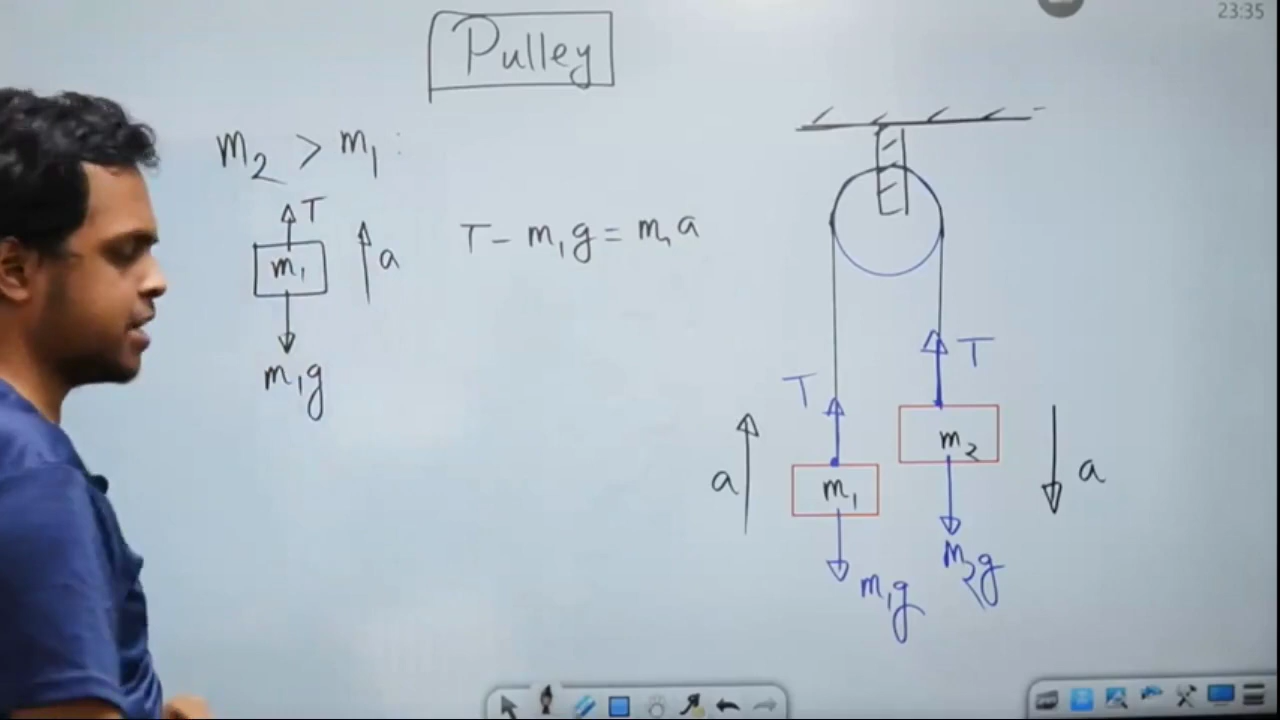 Pulley
23:35
m₂ > m₁ :
T
m₁
a
m₁g
T - m₁g = m₁a
T
T
m₂
a
m₁
a
m₂g
m₁g